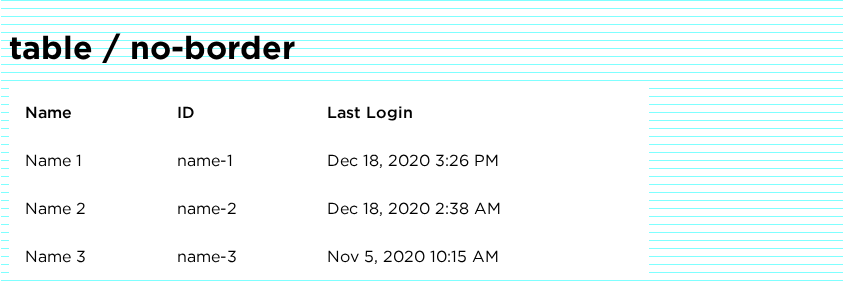 table / no-border
Name ID Last Login
Name 1 name-1 Dec 18, 2020 3:26 PM
Name 2 name-2 Dec 18, 2020 2:38 AM
Name 3 name-3 Nov 5, 2020 10:15 AM